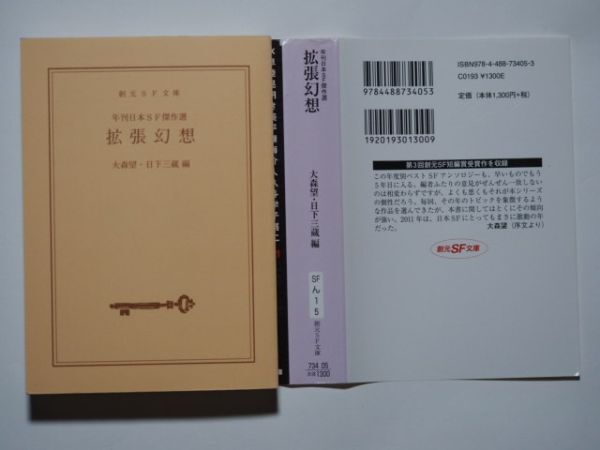 創元SF文庫
年刊日本SF傑作選
拡張幻想
大森望・日下三蔵 編
年刊日本SF傑作選
拡張幻想
大森望・日下三蔵 編
SF
ん
1
5
創元SF文庫
734 05
1300
ISBN978-4-488-73405-3
C0193 ¥1300E
定価(本体1,300円+税)
9784488734053
1920193013009
第3回創元SF短編賞受賞作を収録
この年度別ベストSFアンソロジーも、早いものでもう
5年目に入る。編者ふたりの意見がぜんぜん一致しない
のは相変わらずですが、よくも悪くもそれが本シリーズ
の個性だろう。毎回、その年のトピックを象徴するよう
な作品を選んできたが、本書に関してはとくにその傾向
が強い。2011年は、日本SFにとってもまさに激動の年
だった。
大森望(序文より)
創元SF文庫